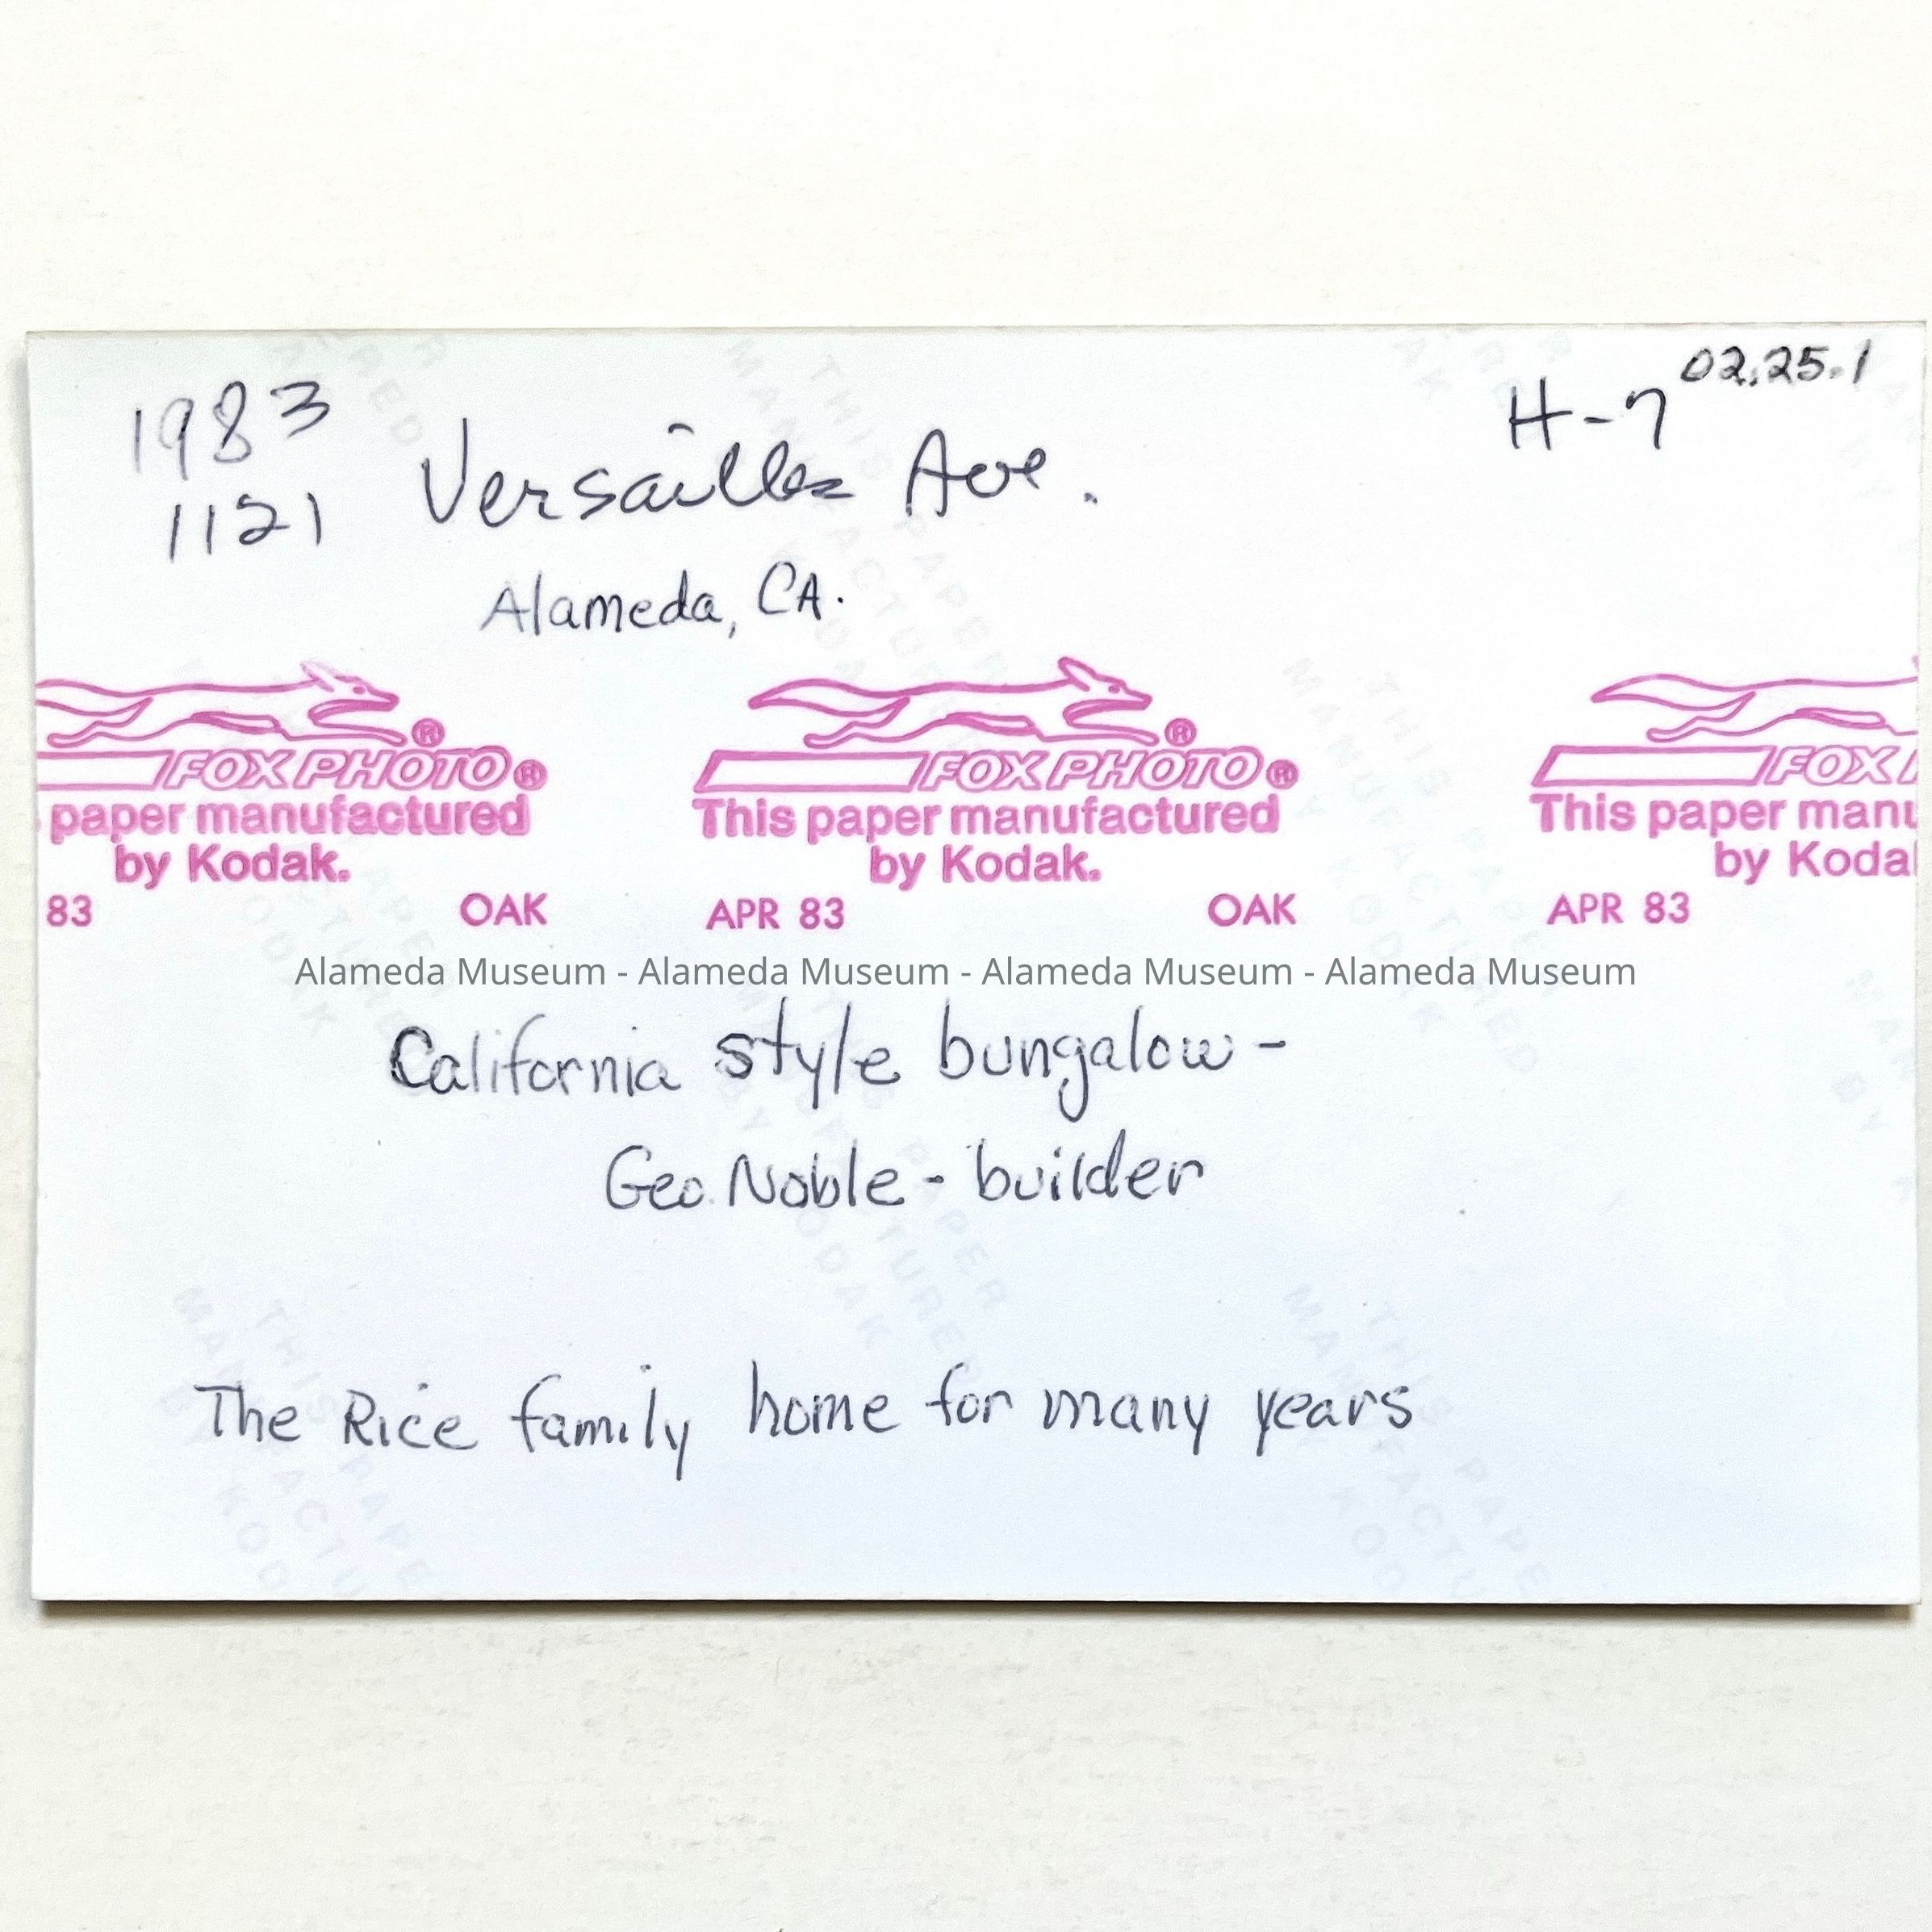 02.25.1
1983
H-7
1121 Versailles Ave.
Alameda, CA.
FOX PHOTO® FOX PHOTO® FOX
paper manufactured This paper manufactured This paper manu
by Kodak. by Kodak. by Koda
83 OAK APR 83 OAK APR 83
Alameda Museum - Alameda Museum - Alameda Museum - Alameda Museum
California style bungalow -
Geo. Noble - builder
The Rice family home for many years